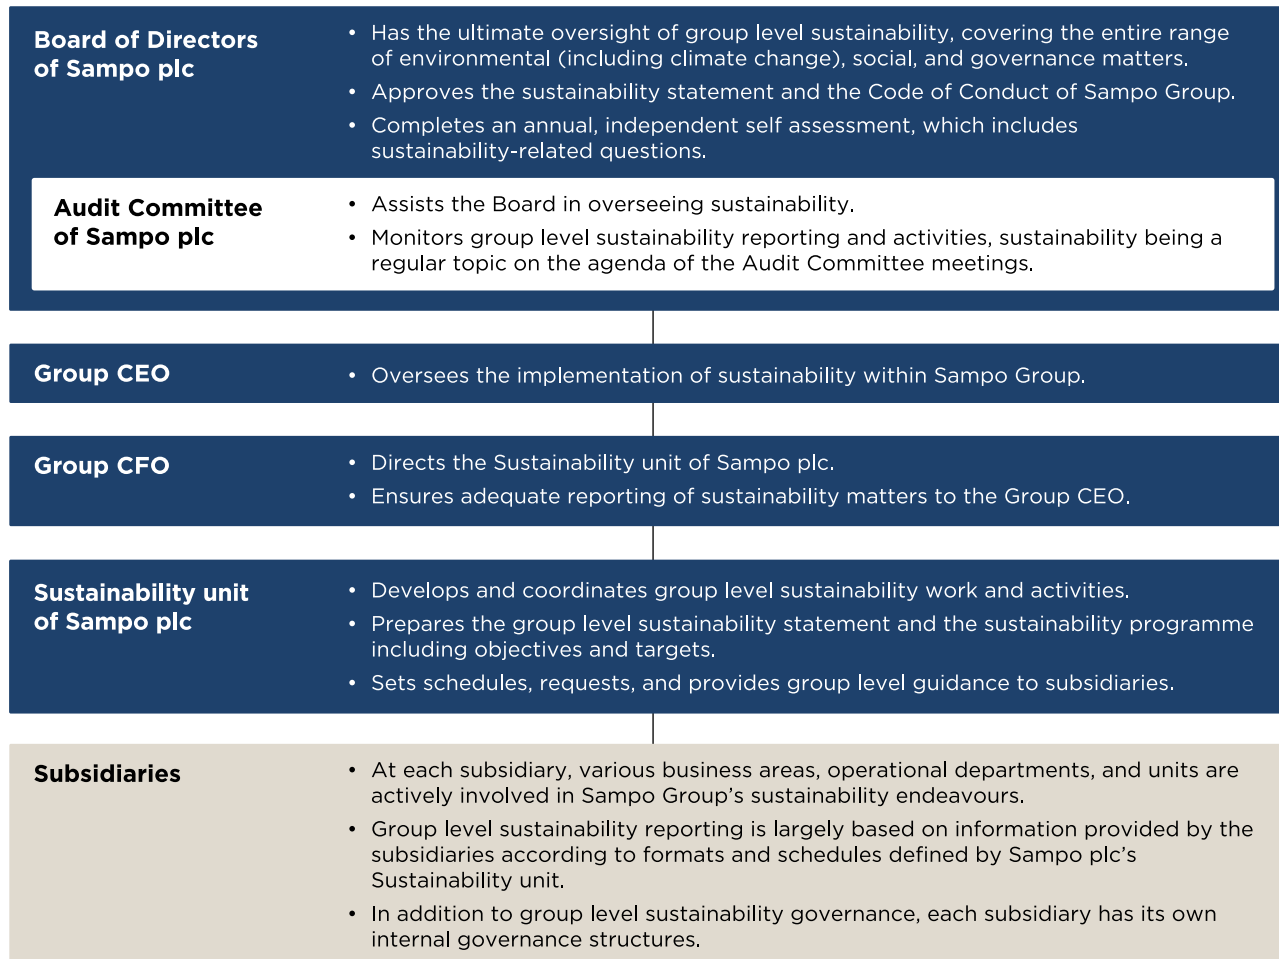 Board of Directors
of Sampo plc
• Has the ultimate oversight of group level sustainability, covering the entire range
of environmental (including climate change), social, and governance matters.
• Approves the sustainability statement and the Code of Conduct of Sampo Group.
• Completes an annual, independent self assessment, which includes
sustainability-related questions.
Audit Committee
of Sampo plc
• Assists the Board in overseeing sustainability.
• Monitors group level sustainability reporting and activities, sustainability being a
regular topic on the agenda of the Audit Committee meetings.
Group CEO
• Oversees the implementation of sustainability within Sampo Group.
Group CFO
• Directs the Sustainability unit of Sampo plc.
• Ensures adequate reporting of sustainability matters to the Group CEO.
Sustainability unit
of Sampo plc
• Develops and coordinates group level sustainability work and activities.
• Prepares the group level sustainability statement and the sustainability programme
including objectives and targets.
• Sets schedules, requests, and provides group level guidance to subsidiaries.
Subsidiaries
• At each subsidiary, various business areas, operational departments, and units are
actively involved in Sampo Group’s sustainability endeavours.
• Group level sustainability reporting is largely based on information provided by the
subsidiaries according to formats and schedules defined by Sampo plc’s
Sustainability unit.
• In addition to group level sustainability governance, each subsidiary has its own
internal governance structures.